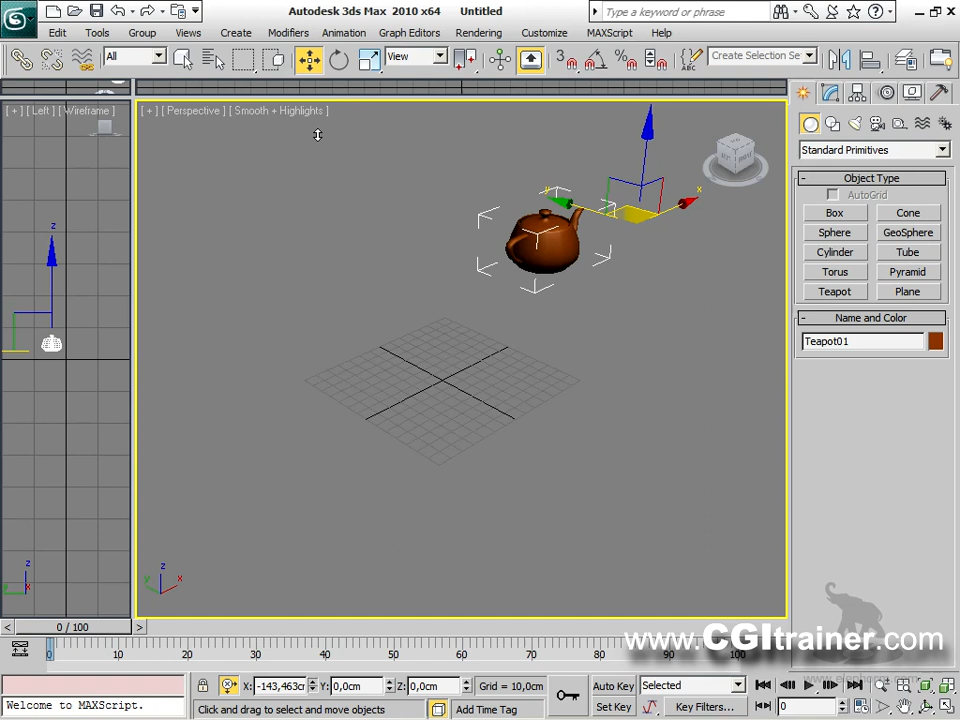 Autodesk 3ds Max 2010 x64 Untitled
Type a keyword or phrase
Edit Tools Group Views Create Modifiers Animation Graph Editors Rendering Customize MAXScript Help
All View 3 Create Selection Se
[ + ] [ Left ] [ Wireframe ]
[ + ] [ Perspective ] [ Smooth + Highlights ]
z
y x
z
y x
z
y x
Standard Primitives
- Object Type
AutoGrid
Box Cone
Sphere GeoSphere
Cylinder Tube
Torus Pyramid
Teapot Plane
- Name and Color
Teapot01
< 0 / 100 >
0 10 20 30 40 50 60 70 80 90 100
www.CGItrainer.com
X: -143,463cm Y: 0,0cm Z: 0,0cm Grid = 10,0cm
Auto Key Selected
Set Key Key Filters... 0
Welcome to MAXScript.
Click and drag to select and move objects Add Time Tag